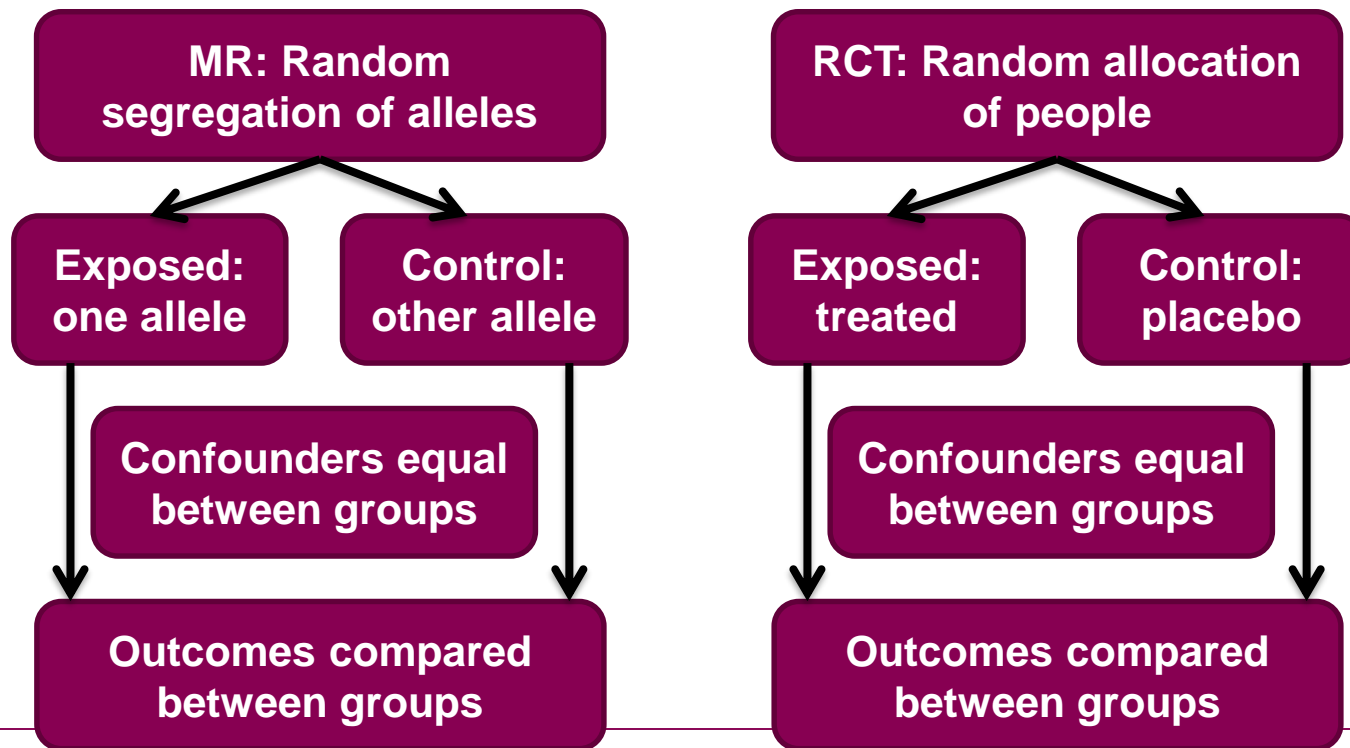 MR: Random
segregation of alleles
Exposed:
one allele
Control:
other allele
Confounders equal
between groups
Outcomes compared
between groups
RCT: Random allocation
of people
Exposed:
treated
Control:
placebo
Confounders equal
between groups
Outcomes compared
between groups